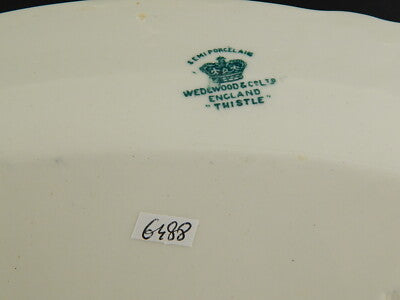 SEMI PORCELAIN
WEDGWOOD & CO LTD
ENGLAND
"THISTLE"
6488